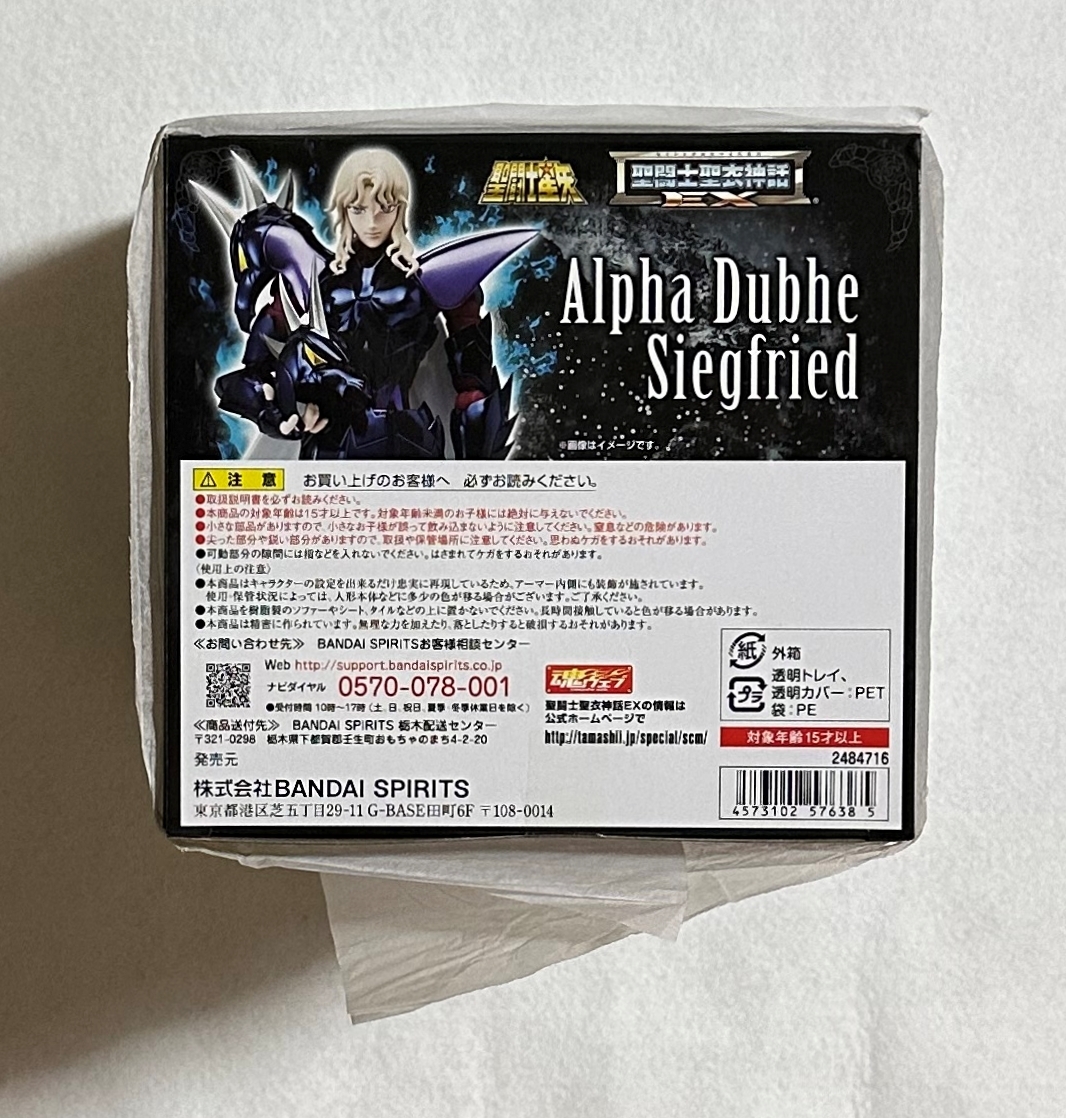 聖闘士星矢
聖闘士聖衣神話
EX
Alpha Dubhe
Siegfried
※画像はイメージです。
⚠注 意 お買い上げのお客様へ 必ずお読みください。
●取扱説明書を必ずお読みください。
●本商品の対象年齢は15才以上です。対象年齢未満のお子様には絶対に与えないでください。
●小さな部品がありますので、小さなお子様が誤って飲み込まないように注意してください。窒息などの危険があります。
●尖った部分や鋭い部分がありますので、取扱や保管場所に注意してください。思わぬケガをするおそれがあります。
●可動部分の隙間には指などを入れないでください。はさまれてケガをするおそれがあります。
〈使用上の注意〉
●本商品はキャラクターの設定を出来るだけ忠実に再現しているため、アーマー内側にも装飾が施されています。
使用・保管状況によっては、人形本体などに多少の色が移る場合がございます。ご了承ください。
●本商品を樹脂製のソファーやシート、タイルなどの上に置かないでください。長時間接触していると色が移る場合があります。
●本商品は精密に作られています。無理な力を加えたり、落としたりすると破損するおそれがあります。
≪お問い合わせ先≫ BANDAI SPIRITSお客様相談センター
Web http://support.bandaispirits.co.jp
ナビダイヤル 0570-078-001
●受付時間 10時~17時(土、日、祝日、夏季・冬季休業日を除く)
≪商品送付先≫ BANDAI SPIRITS 栃木配送センター
〒321-0298 栃木県下都賀郡壬生町おもちゃのまち4-2-20
発売元
株式会社BANDAI SPIRITS
東京都港区芝五丁目29-11 G-BASE田町6F 〒108-0014
魂ウェブ
聖闘士聖衣神話EXの情報は
公式ホームページで
http://tamashii.jp/special/scm/
紙 外箱
プラ 透明トレイ、
透明カバー:PET
袋:PE
対象年齢15才以上
2484716
4573102 57638 5